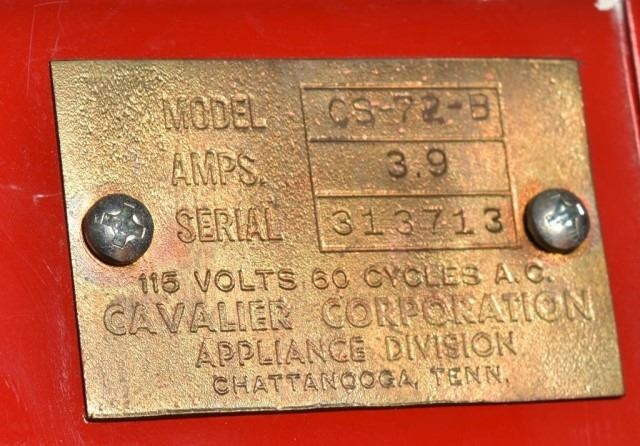 MODEL CS-72-B
AMPS. 3.9
SERIAL 313713
115 VOLTS 60 CYCLES A.C.
CAVALIER CORPORATION
APPLIANCE DIVISION
CHATTANOOGA, TENN.